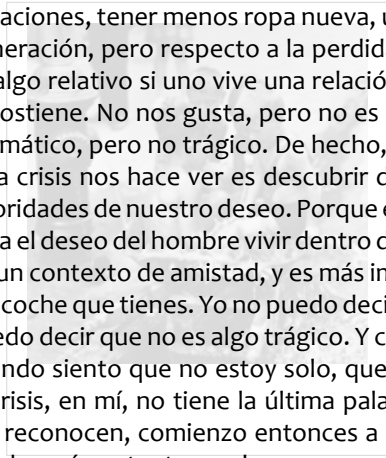 aciones, tener menos ropa nueva, u
neración, pero respecto a la perdid
algo relativo si uno vive una relació
ostiene. No nos gusta, pero no es
mático, pero no trágico. De hecho,
a crisis nos hace ver es descubrir c
oridades de nuestro deseo. Porque e
a el deseo del hombre vivir dentro d
un contexto de amistad, y es más in
coche que tienes. Yo no puedo deci
edo decir que no es algo trágico. Y c
ndo siento que no estoy solo, que
risis, en mí, no tiene la última pala
reconocen, comienzo entonces a